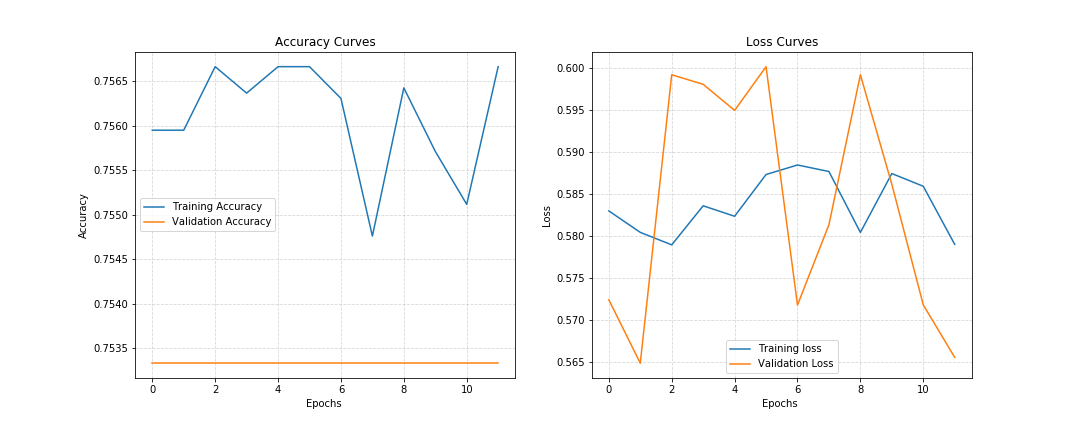 Accuracy Curves
Accuracy
0.7565
0.7560
0.7555
0.7550
0.7545
0.7540
0.7535
Training Accuracy
Validation Accuracy
0
2
4
6
8
10
Epochs
Loss Curves
Loss
0.600
0.595
0.590
0.585
0.580
0.575
0.570
0.565
Training loss
Validation Loss
0
2
4
6
8
10
Epochs